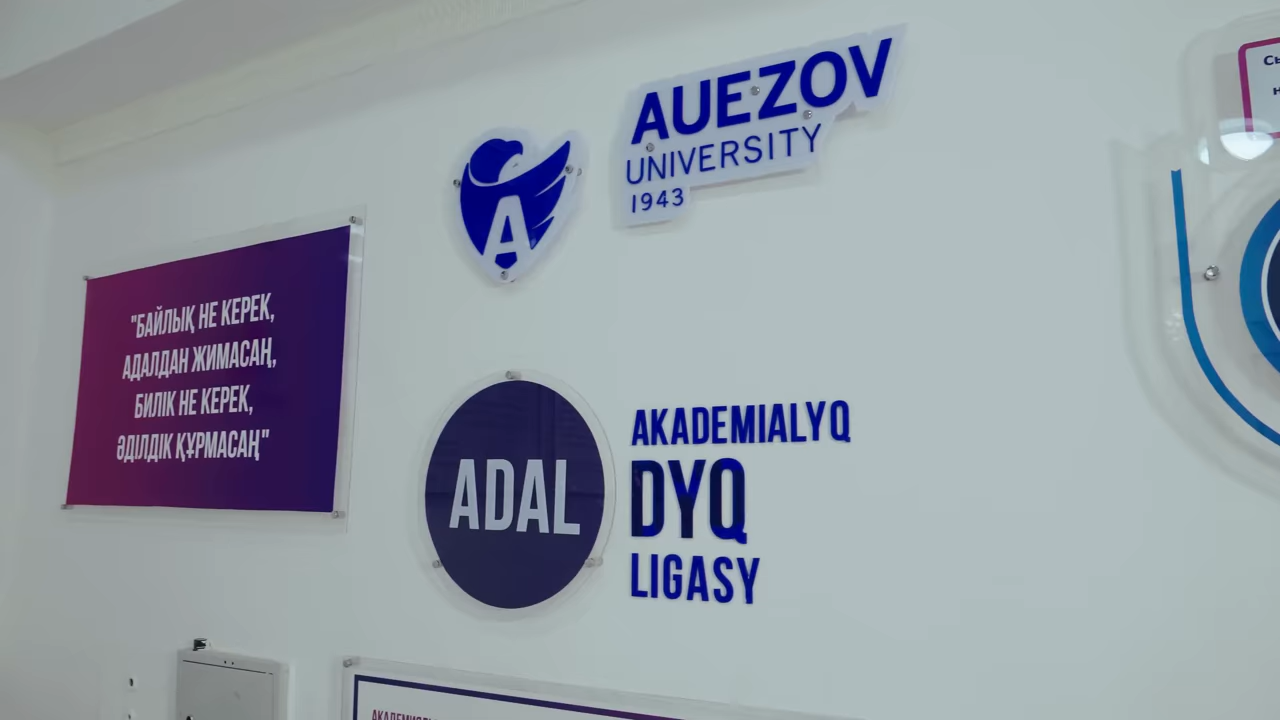 AUEZOV
UNIVERSITY
1943
A
"БАЙЛЫҚ НЕ КЕРЕК,
АДАЛДАН ЖИМАСАҢ,
БИЛІК НЕ КЕРЕК,
ӘДІЛДІК ҚҰРМАСАҢ"
ADAL
AKADEMIALYQ
DYQ
LIGASY